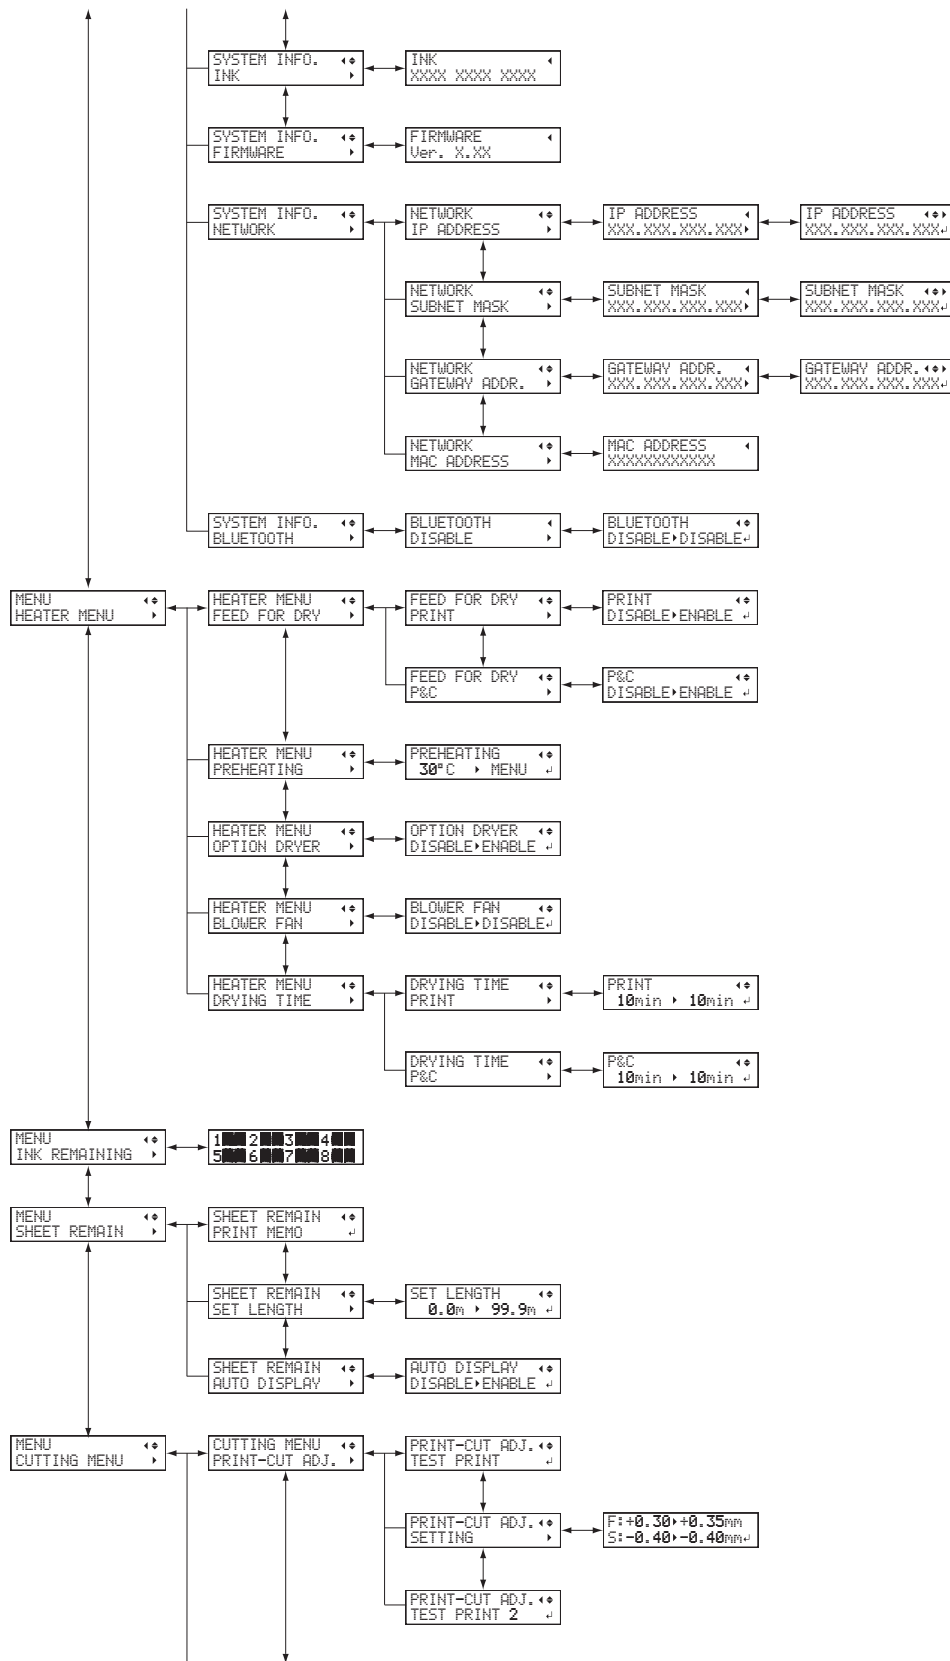 SYSTEM INFO.
INK
INK
XXXX XXXX XXXX
SYSTEM INFO.
FIRMWARE
FIRMWARE
Ver. X.XX
SYSTEM INFO.
NETWORK
NETWORK
IP ADDRESS
IP ADDRESS
XXX.XXX.XXX.XXX
IP ADDRESS
XXX.XXX.XXX.XXX
NETWORK
SUBNET MASK
SUBNET MASK
XXX.XXX.XXX.XXX
SUBNET MASK
XXX.XXX.XXX.XXX
NETWORK
GATEWAY ADDR.
GATEWAY ADDR.
XXX.XXX.XXX.XXX
GATEWAY ADDR.
XXX.XXX.XXX.XXX
NETWORK
MAC ADDRESS
MAC ADDRESS
XXXXXXXXXXXX
SYSTEM INFO.
BLUETOOTH
BLUETOOTH
DISABLE
BLUETOOTH
DISABLE▸DISABLE↵
MENU
HEATER MENU
HEATER MENU
FEED FOR DRY
FEED FOR DRY
PRINT
PRINT
DISABLE▸ENABLE ↵
FEED FOR DRY
P&C
P&C
DISABLE▸ENABLE ↵
HEATER MENU
PREHEATING
PREHEATING
30°C ▸ MENU ↵
HEATER MENU
OPTION DRYER
OPTION DRYER
DISABLE▸ENABLE ↵
HEATER MENU
BLOWER FAN
BLOWER FAN
DISABLE▸DISABLE↵
HEATER MENU
DRYING TIME
DRYING TIME
PRINT
PRINT
10min ▸ 10min ↵
DRYING TIME
P&C
P&C
10min ▸ 10min ↵
MENU
INK REMAINING
1 2 3 4
5 6 7 8
MENU
SHEET REMAIN
SHEET REMAIN
PRINT MEMO ↵
SHEET REMAIN
SET LENGTH
SET LENGTH
0.0m ▸ 99.9m ↵
SHEET REMAIN
AUTO DISPLAY
AUTO DISPLAY
DISABLE▸ENABLE ↵
MENU
CUTTING MENU
CUTTING MENU
PRINT-CUT ADJ.
PRINT-CUT ADJ.
TEST PRINT ↵
PRINT-CUT ADJ.
SETTING
F:+0.30▸+0.35mm
S:-0.40▸-0.40mm↵
PRINT-CUT ADJ.
TEST PRINT 2 ↵